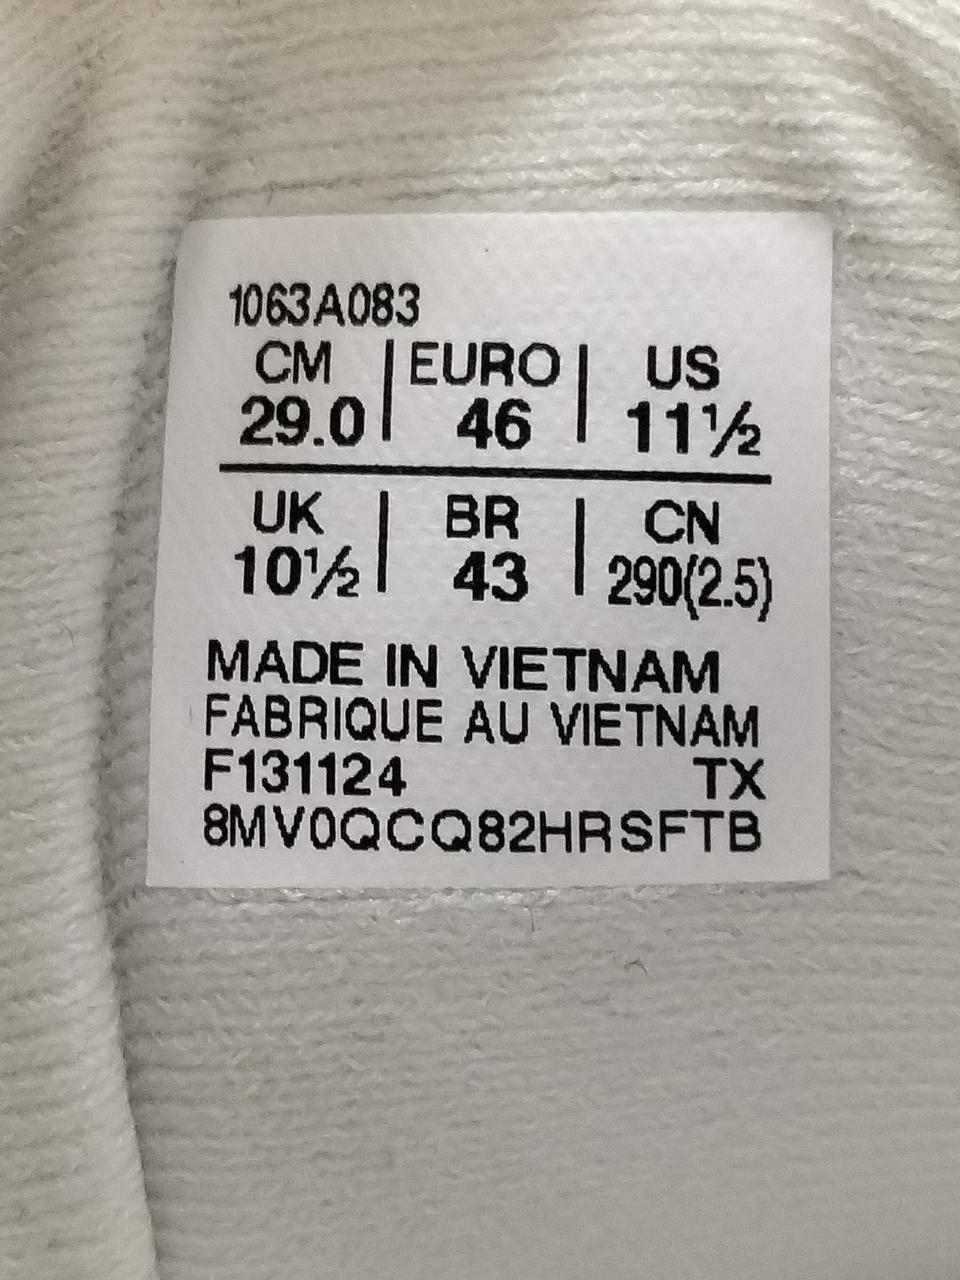 1063A083
CM | EURO | US
29.0 | 46 | 11½
UK | BR | CN
10½ | 43 | 290(2.5)
MADE IN VIETNAM
FABRIQUE AU VIETNAM
F131124 TX
8MV0QCQ82HRSFTB